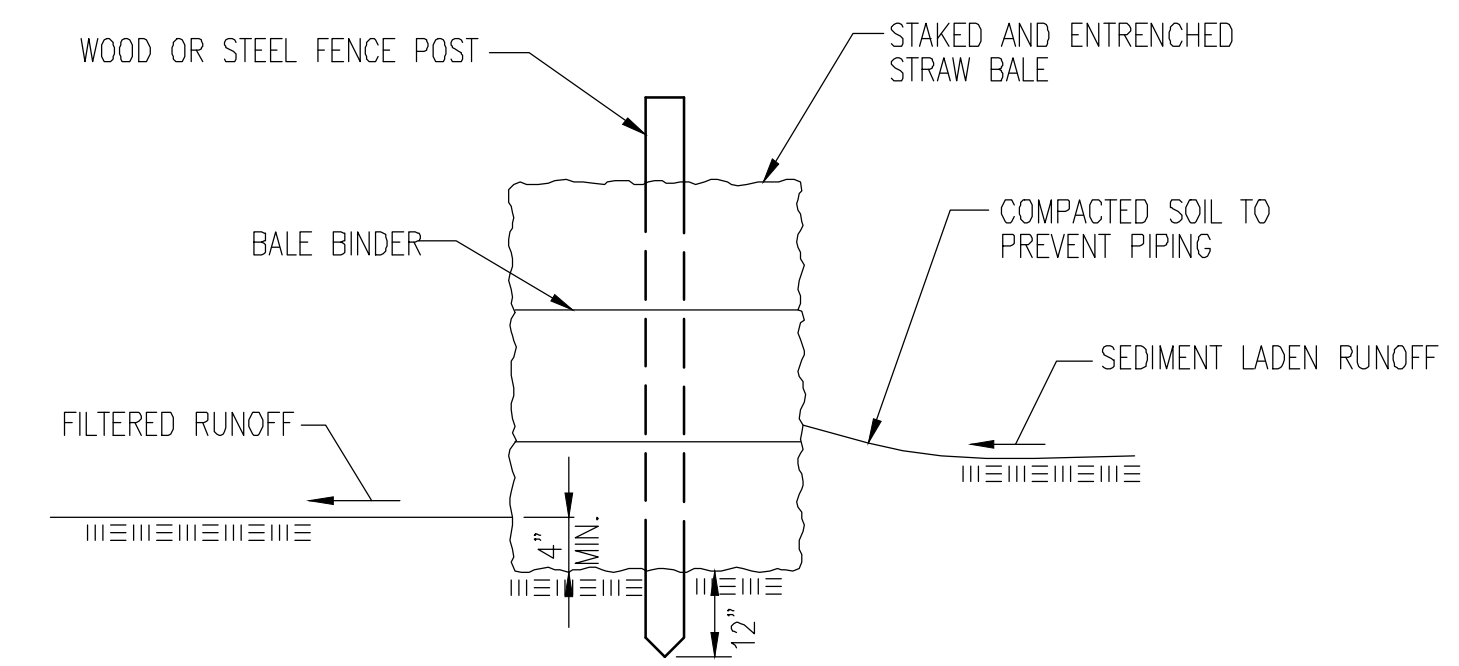 WOOD OR STEEL FENCE POST
STAKED AND ENTRENCHED
STRAW BALE
BALE BINDER
COMPACTED SOIL TO
PREVENT PIPING
SEDIMENT LADEN RUNOFF
FILTERED RUNOFF
4"
MIN.
12"